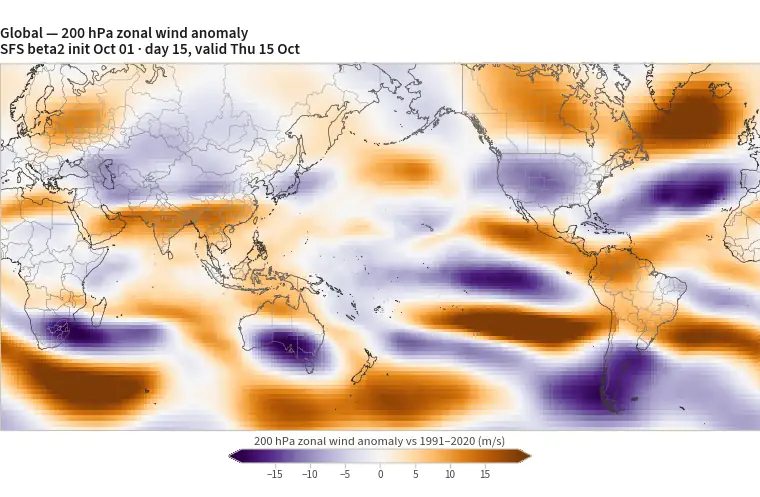 Global — 200 hPa zonal wind anomaly
SFS beta2 init Oct 01 · day 15, valid Thu 15 Oct
200 hPa zonal wind anomaly vs 1991–2020 (m/s)
−15 −10 −5 0 5 10 15